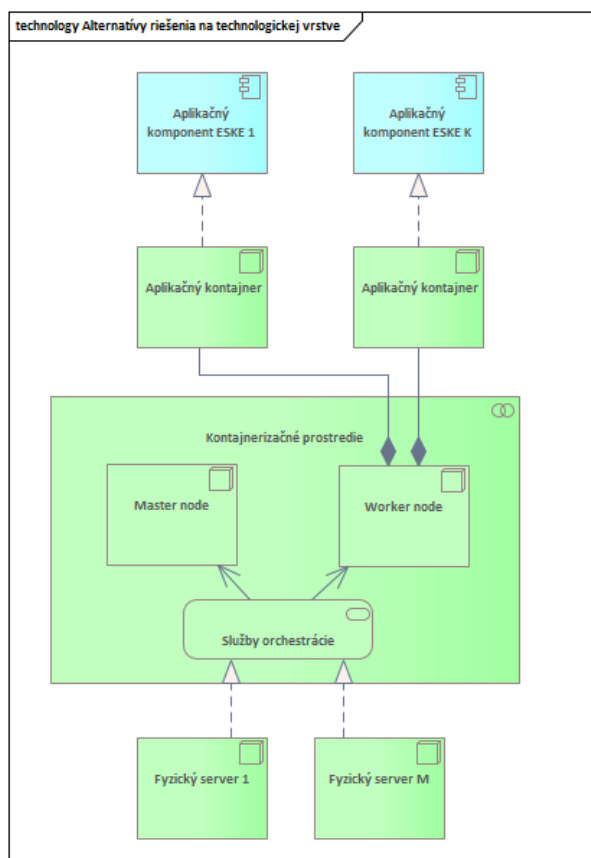 technology Alternatívy riešenia na technologickej vrstve
Aplikačný
komponent ESKE 1
Aplikačný
komponent ESKE K
Aplikačný kontajner
Aplikačný kontajner
Kontajnerizačné prostredie
Master node
Worker node
Služby orchestrácie
Fyzický server 1
Fyzický server M